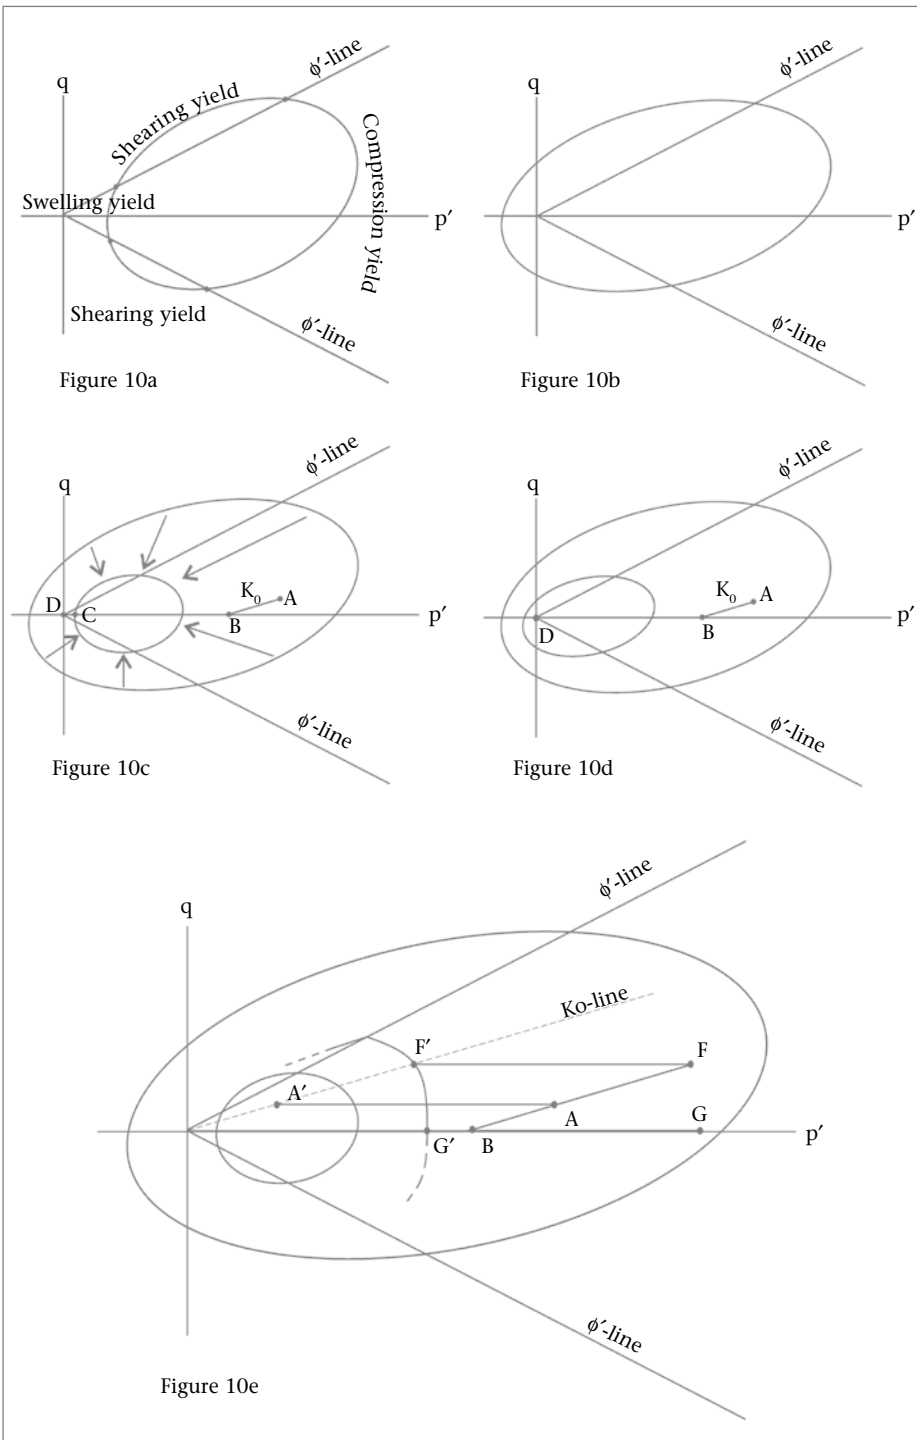 q
ϕ′-line
Shearing yield
Compression yield
Swelling yield
p′
Shearing yield
ϕ′-line
Figure 10a
q
ϕ′-line
p′
ϕ′-line
Figure 10b
q
ϕ′-line
D
C
K₀
A
B
p′
ϕ′-line
Figure 10c
q
ϕ′-line
K₀
A
D
B
p′
ϕ′-line
Figure 10d
q
ϕ′-line
Ko-line
F′
F
A′
A
G
G′
B
p′
ϕ′-line
Figure 10e